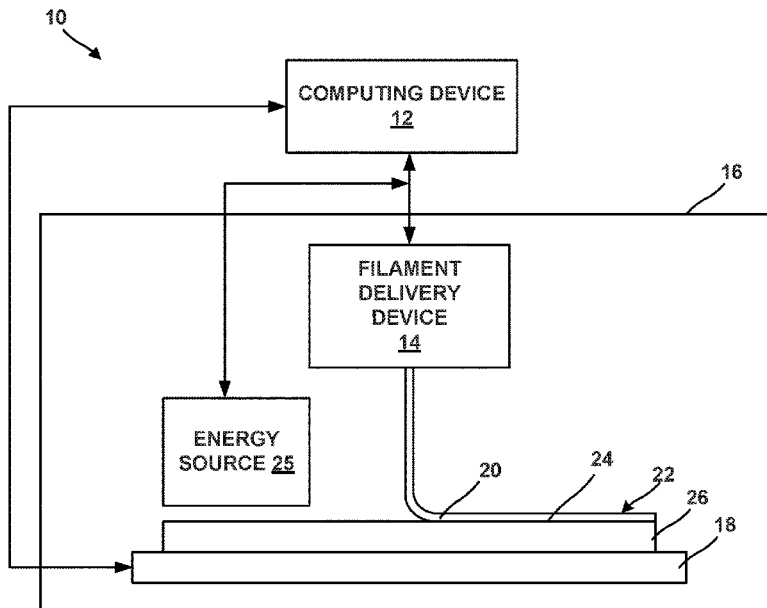 10
COMPUTING DEVICE
12
16
FILAMENT
DELIVERY
DEVICE
14
ENERGY
SOURCE 25
20
24
22
26
18